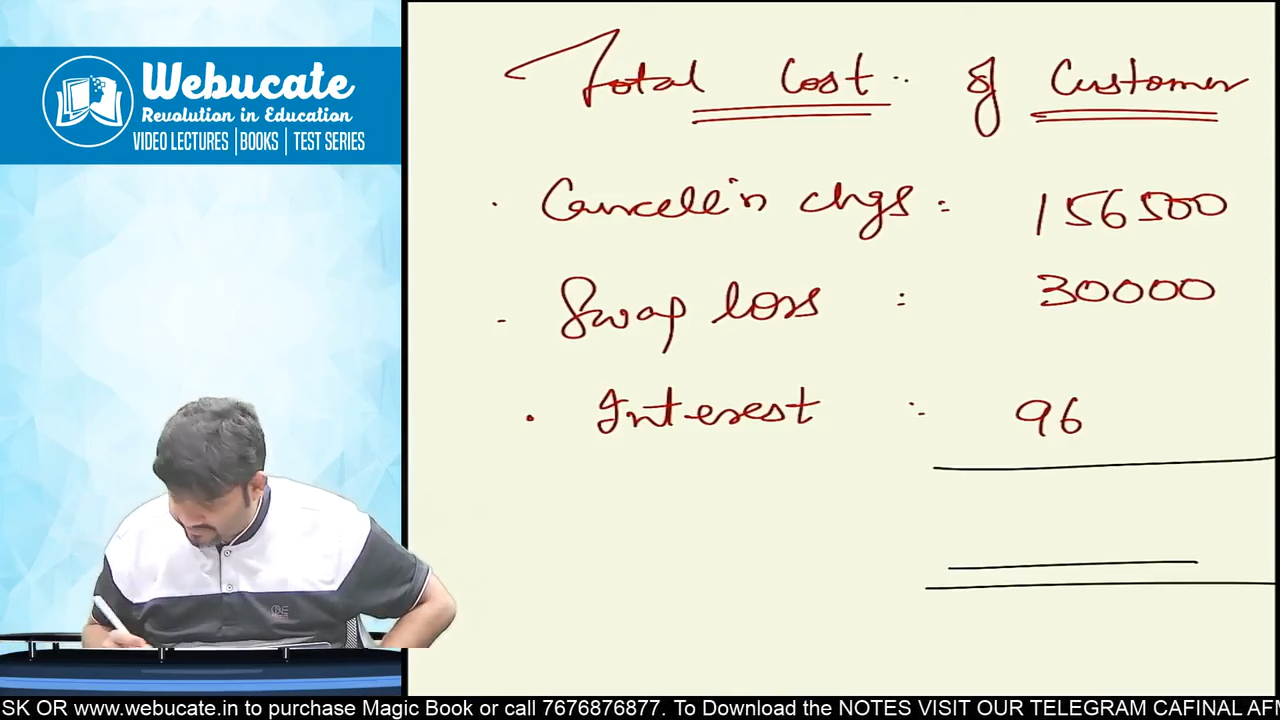 Webucate
Revolution in Education
VIDEO LECTURES | BOOKS | TEST SERIES
Total Cost of Customer
Cancell'n chgs : 156500
Swap loss : 30000
Interest : 96
SK OR www.webucate.in to purchase Magic Book or call 7676876877. To Download the NOTES VISIT OUR TELEGRAM CAFINAL AFM